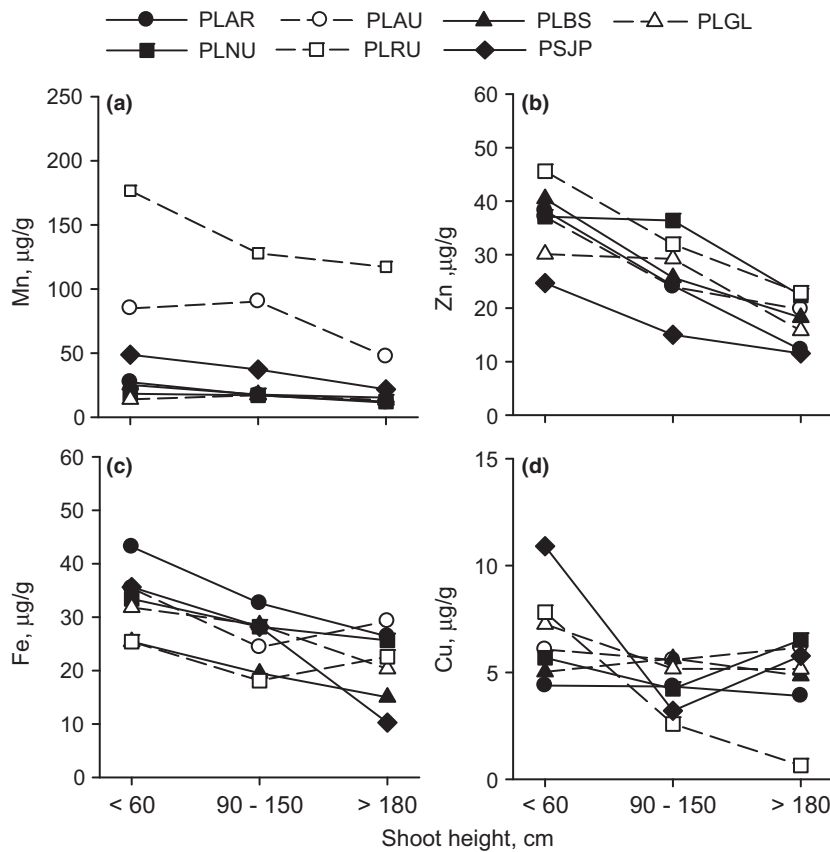 PLAR PLAU PLBS PLGL
PLNU PLRU PSJP
(a)
250
200
150
100
50
0
Mn, µg/g
(b)
60
50
40
30
20
10
0
Zn ,µg/g
(c)
60
50
40
30
20
10
0
Fe, µg/g
< 60 90 - 150 > 180
(d)
15
10
5
0
Cu, µg/g
< 60 90 - 150 > 180
Shoot height, cm